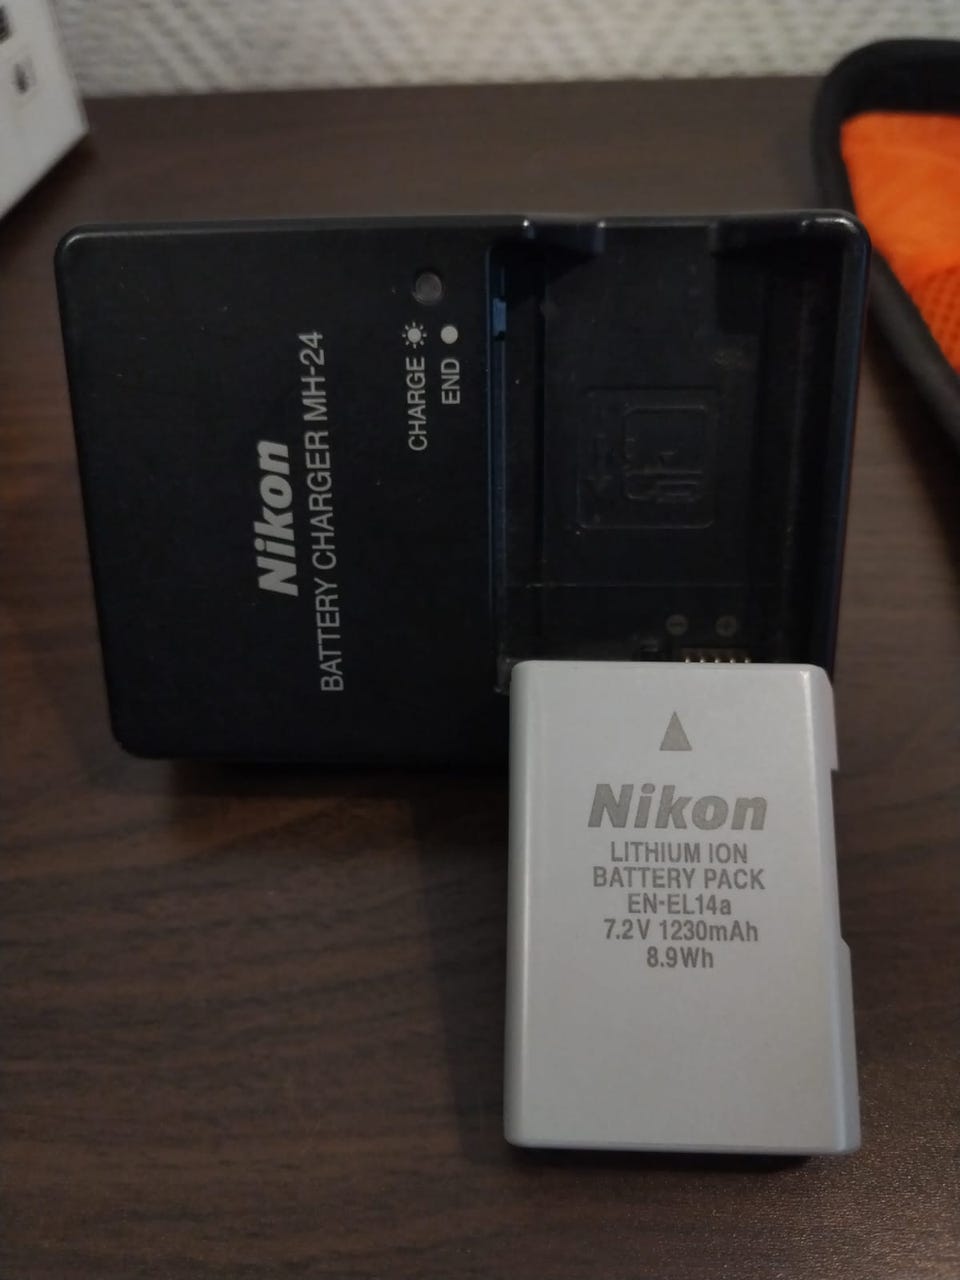 Nikon
BATTERY CHARGER MH-24
CHARGE
END
Nikon
LITHIUM ION
BATTERY PACK
EN-EL14a
7.2V 1230mAh
8.9Wh